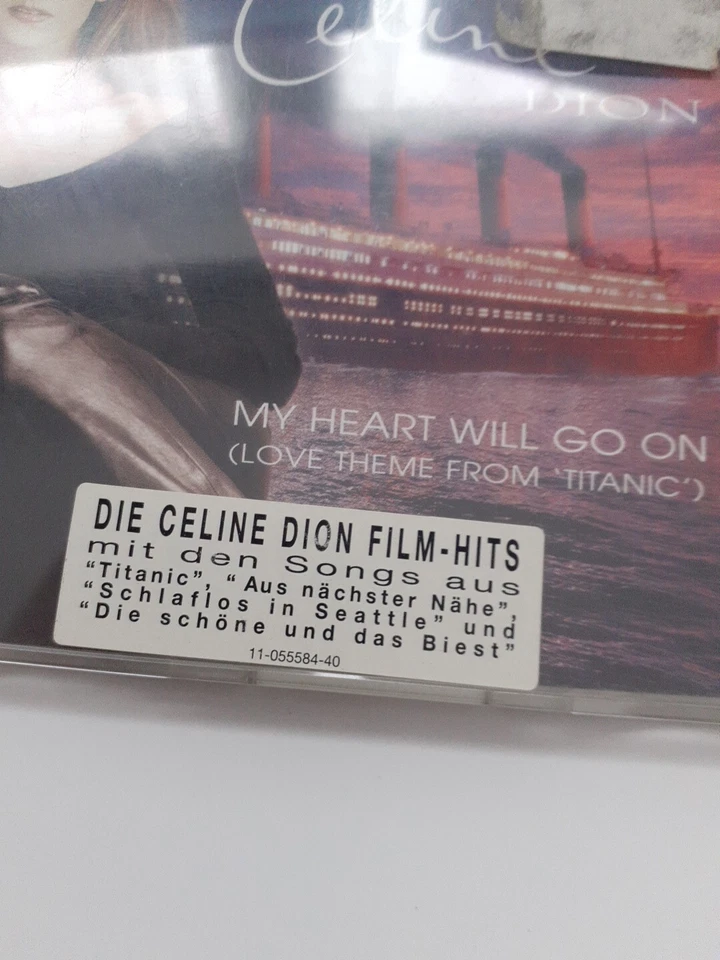 Celine
DION
MY HEART WILL GO ON
(LOVE THEME FROM 'TITANIC')
DIE CELINE DION FILM-HITS
mit den Songs aus
“Titanic”, “Aus nächster Nähe”,
“Schlaflos in Seattle” und
“Die schöne und das Biest”
11-055584-40